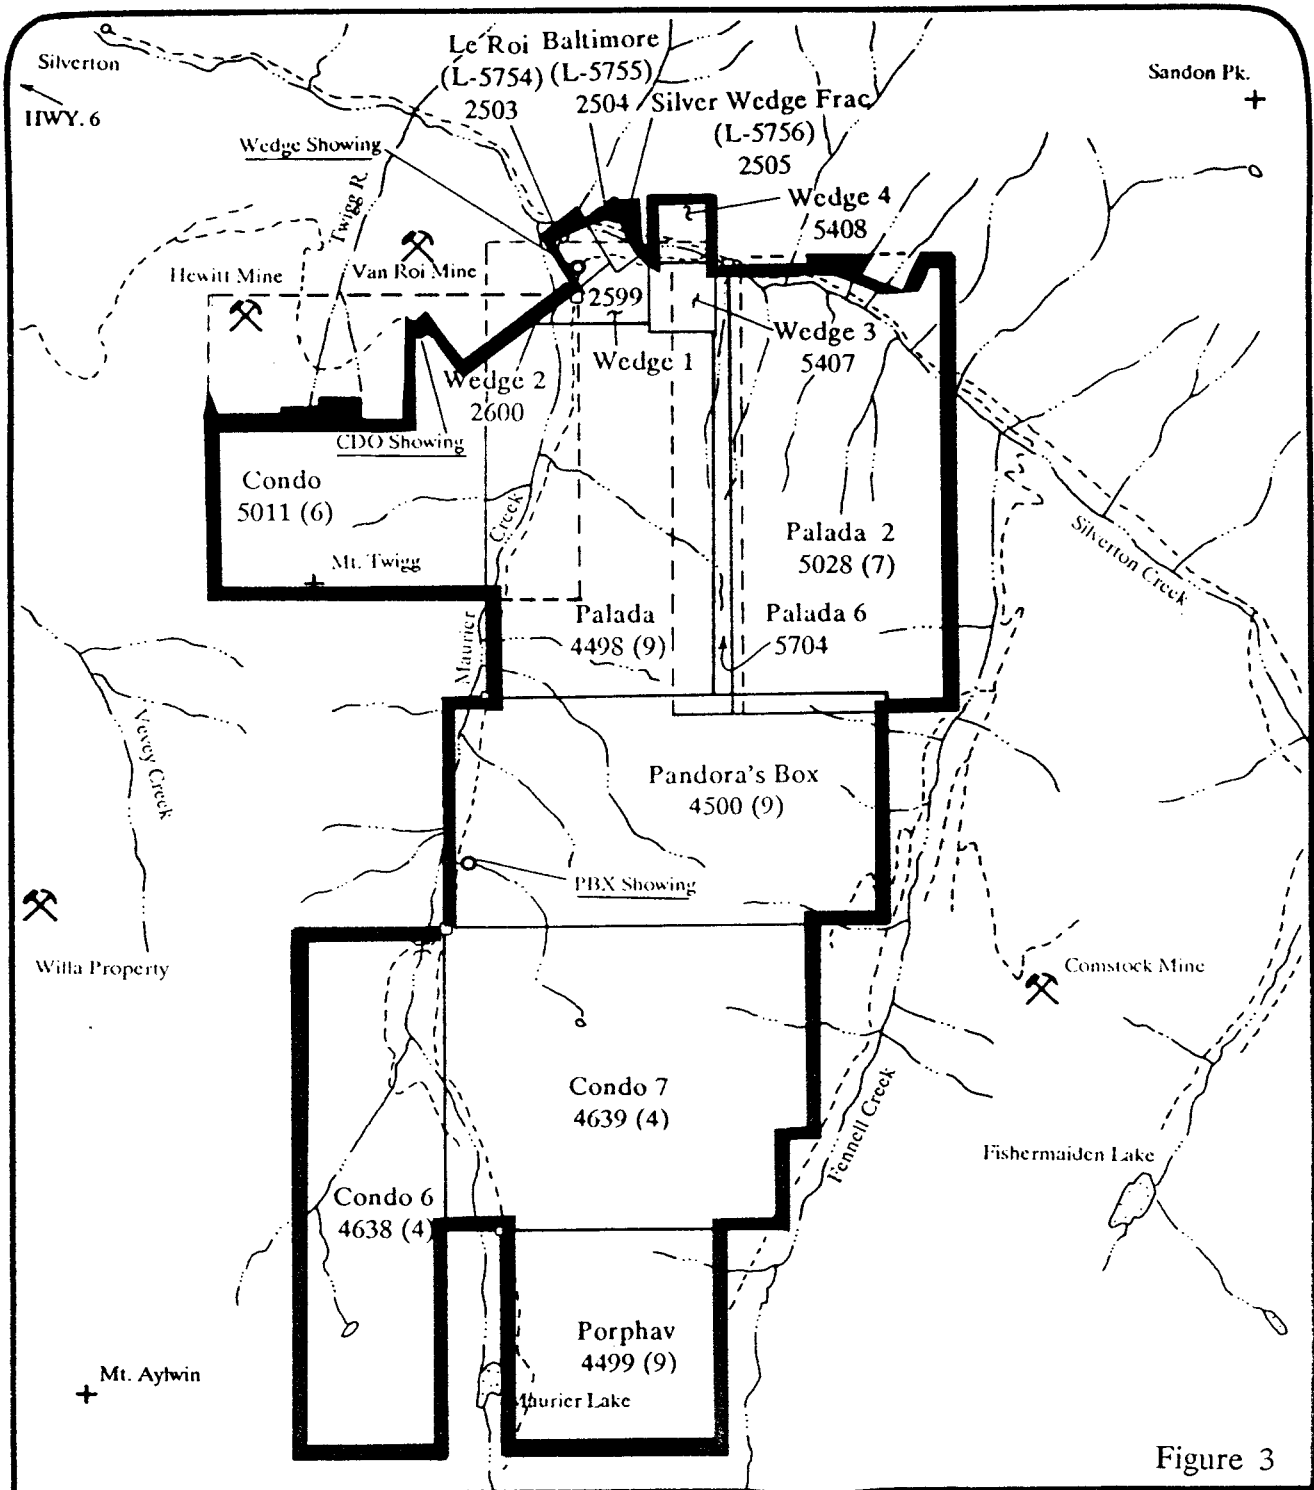 Le Roi Baltimore
(L-5754) (L-5755)
2503 2504
Silver Wedge Frac
(L-5756)
2505
Silverton
HWY. 6
Sandon Pk.
Wedge Showing
Twigg R.
Wedge 4
5408
Hewitt Mine
Van Roi Mine
2599
Wedge 1
Wedge 3
5407
Wedge 2
2600
CDO Showing
Condo
5011 (6)
Mt. Twigg
Creek
Maurier
Palada 2
5028 (7)
Silverton Creek
Palada
4498 (9)
Palada 6
5704
Vevey Creek
Pandora's Box
4500 (9)
PBX Showing
Willa Property
Comstock Mine
Condo 7
4639 (4)
Fennell Creek
Fishermaiden Lake
Condo 6
4638 (4)
Porphav
4499 (9)
Mt. Aylwin
Maurier Lake
Figure 3